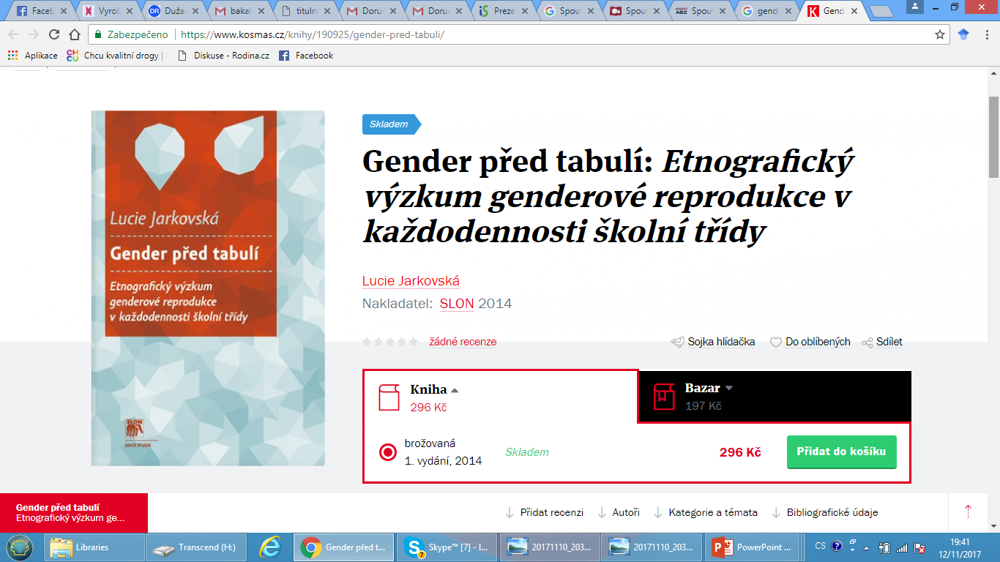 Faceb
Vyrob
Dužar
bakal
tituln
Doruč
Doruč
Preze
Spout
Spout
Spout
gende
Gend
Zabezpečeno
https://www.kosmas.cz/knihy/190925/gender-pred-tabuli/
Aplikace
Chcu kvalitní drogy |
Diskuse - Rodina.cz
Facebook
Lucie Jarkovská
Gender před tabulí
Etnografický výzkum
genderové reprodukce
v každodennosti školní třídy
SLON
EDICE STUDIE
Skladem
Gender před tabulí: Etnografický
výzkum genderové reprodukce v
každodennosti školní třídy
Lucie Jarkovská
Nakladatel: SLON 2014
žádné recenze
Sojka hlídačka
Do oblíbených
Sdílet
Kniha
296 Kč
Bazar
197 Kč
brožovaná
1. vydání, 2014
Skladem
296 Kč
Přidat do košíku
Gender před tabulí
Etnografický výzkum ge...
Přidat recenzi
Autoři
Kategorie a témata
Bibliografické údaje
Libraries
Transcend (H:)
Gender před t...
Skype™ [7] - l...
20171110_203...
20171110_203...
PowerPoint ...
CS
19:41
12/11/2017